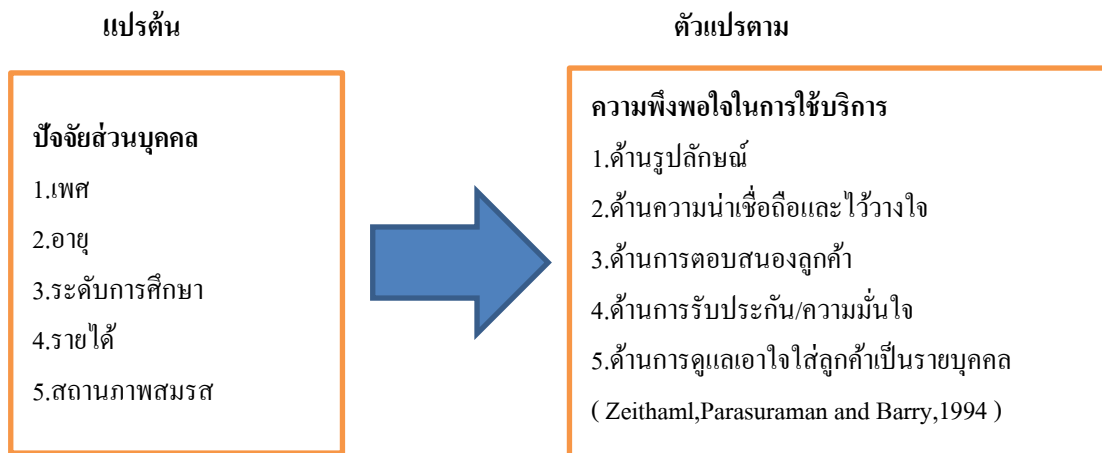 แปรต้น
ปัจจัยส่วนบุคคล
1.เพศ
2.อายุ
3.ระดับการศึกษา
4.รายได้
5.สถานภาพสมรส
ตัวแปรตาม
ความพึงพอใจในการใช้บริการ
1.ด้านรูปลักษณ์
2.ด้านความน่าเชื่อถือและไว้วางใจ
3.ด้านการตอบสนองลูกค้า
4.ด้านการรับประกัน/ความมั่นใจ
5.ด้านการดูแลเอาใจใส่ลูกค้าเป็นรายบุคคล
( Zeithaml,Parasuraman and Barry,1994 )